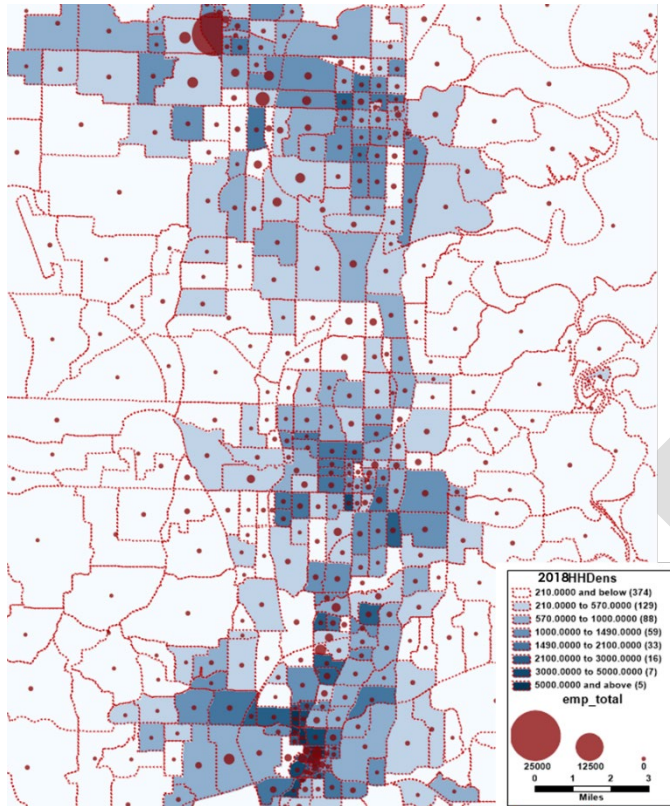 2018HHDens
210.0000 and below (374)
210.0000 to 570.0000 (129)
570.0000 to 1000.0000 (88)
1000.0000 to 1490.0000 (59)
1490.0000 to 2100.0000 (33)
2100.0000 to 3000.0000 (16)
3000.0000 to 5000.0000 (7)
5000.0000 and above (5)
emp_total
25000 12500 0
0 1 2 3
Miles